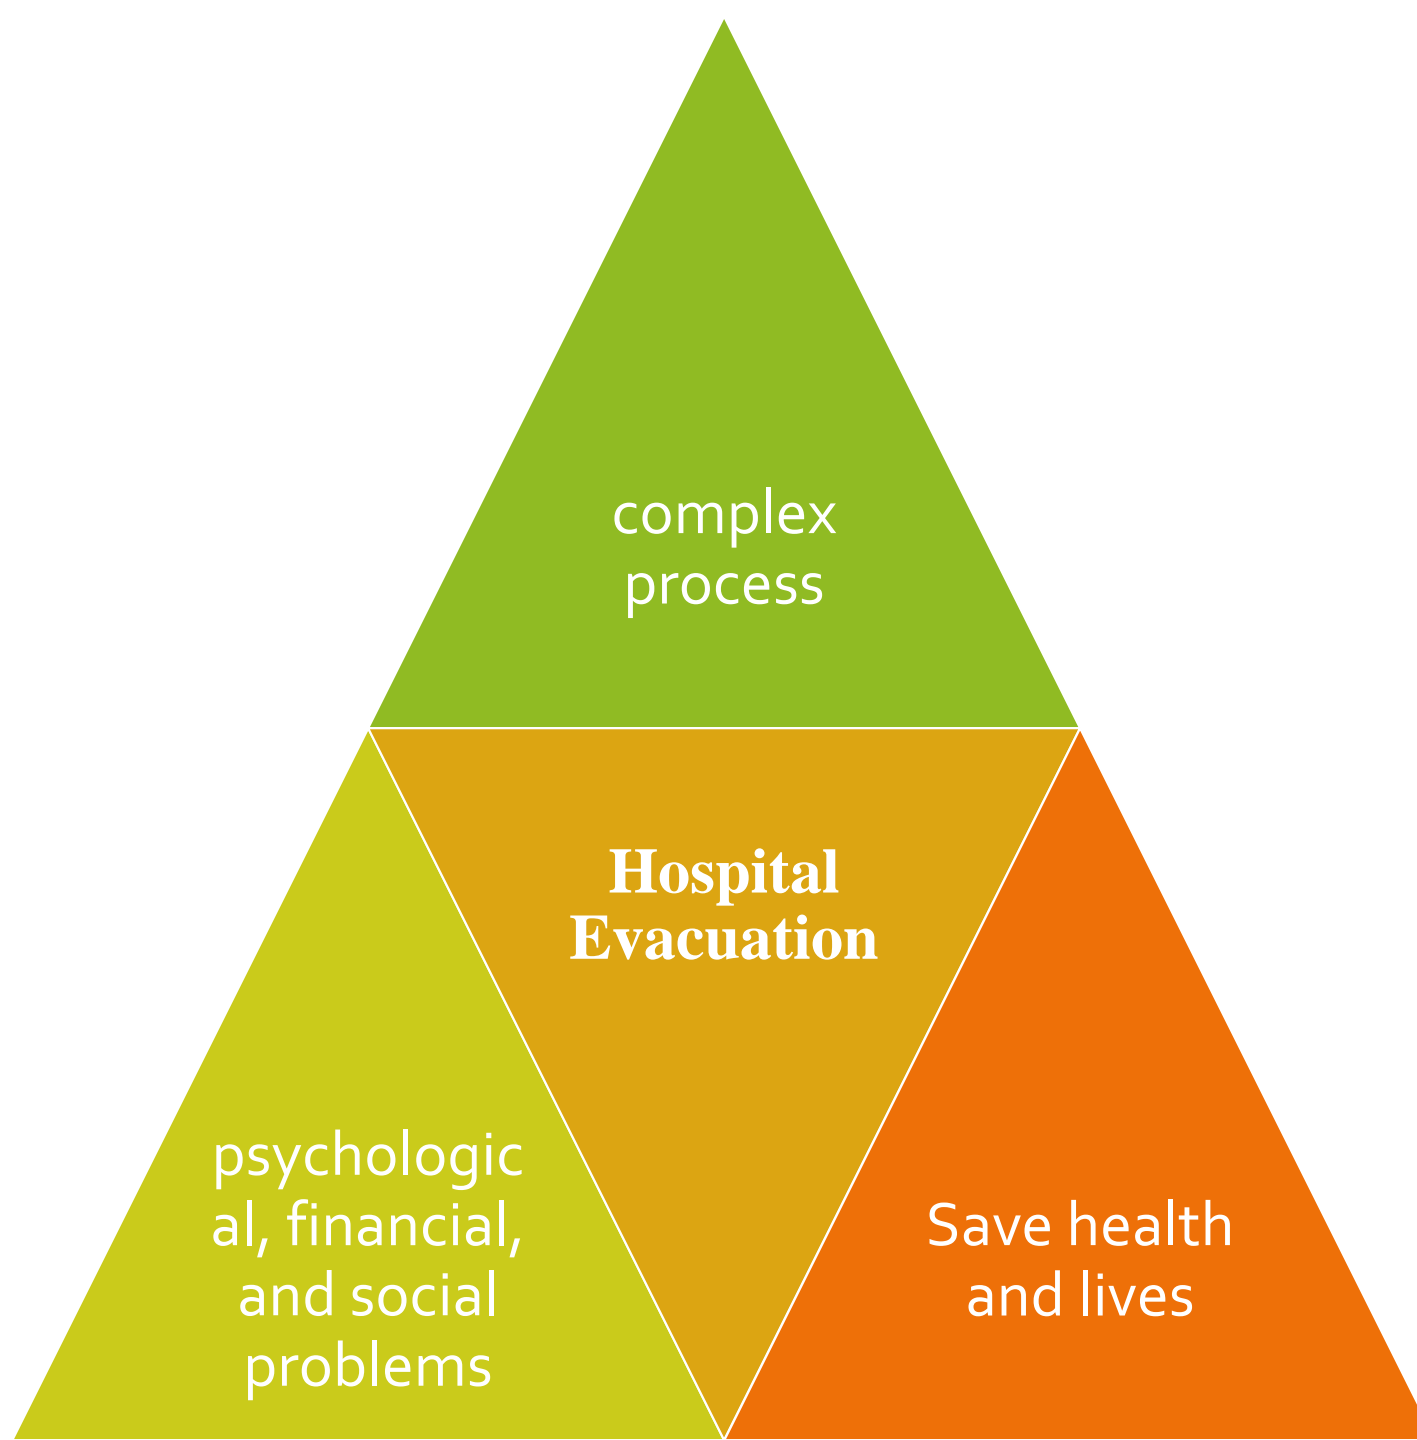 complex
process
Hospital
Evacuation
psychologic
al, financial,
and social
problems
Save health
and lives